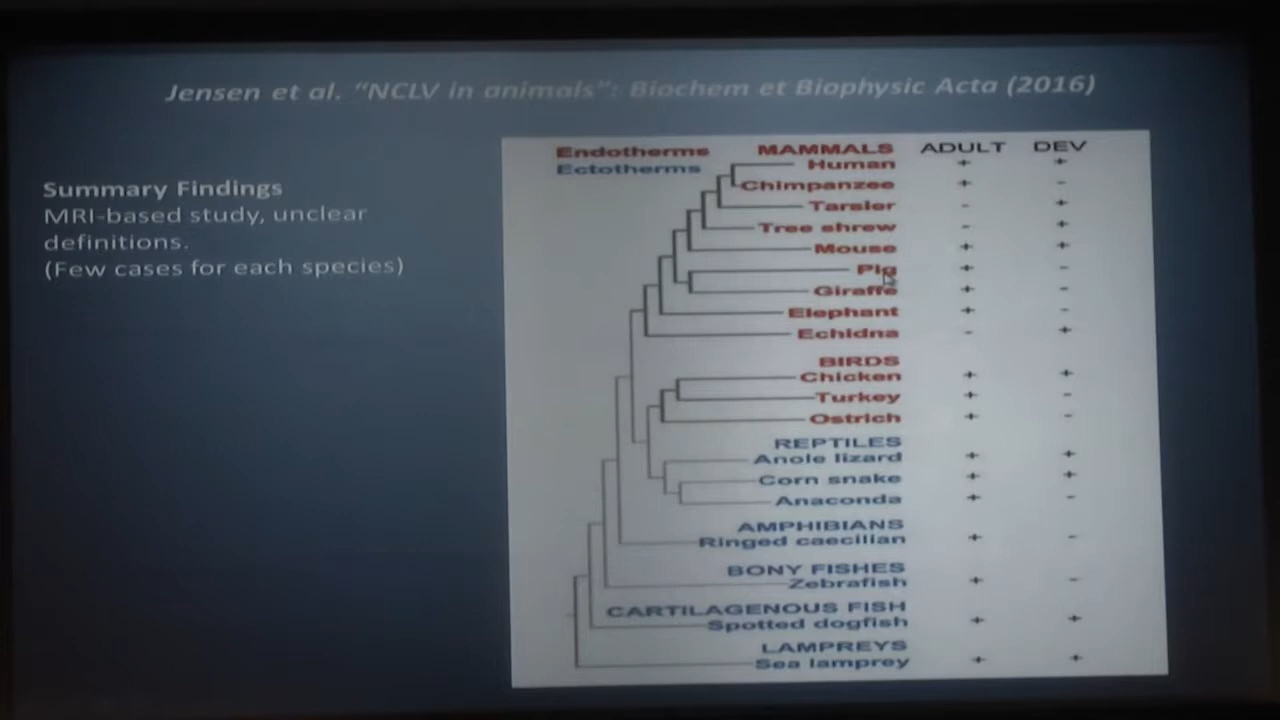 Jensen et al. “NCLV in animals”: Biochem et Biophysic Acta (2016)
Summary Findings
MRI-based study, unclear
definitions.
(Few cases for each species)
Endotherms MAMMALS ADULT DEV
Ectotherms
Human + +
Chimpanzee + -
Tarsier - +
Tree shrew - +
Mouse + +
Pig + -
Giraffe + -
Elephant + -
Echidna - +
BIRDS
Chicken + +
Turkey + -
Ostrich + -
REPTILES
Anole lizard + +
Corn snake + +
Anaconda + -
AMPHIBIANS
Ringed caecilian + -
BONY FISHES
Zebrafish + -
CARTILAGENOUS FISH
Spotted dogfish + +
LAMPREYS
Sea lamprey + +